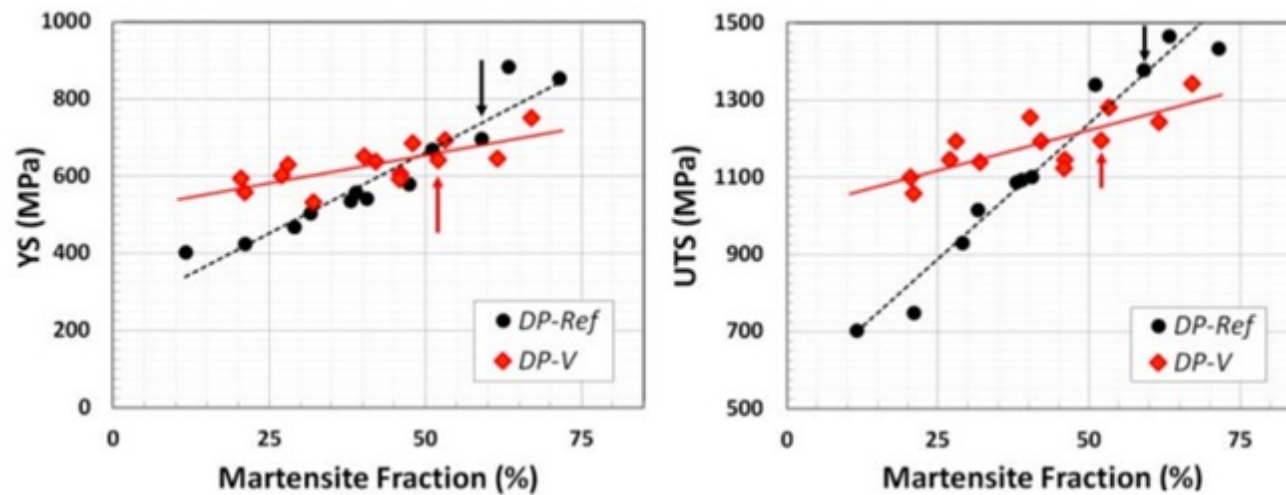 1000
800
600
400
200
0
YS (MPa)
0 25 50 75
Martensite Fraction (%)
DP-Ref
DP-V
1500
1300
1100
900
700
500
UTS (MPa)
0 25 50 75
Martensite Fraction (%)
DP-Ref
DP-V